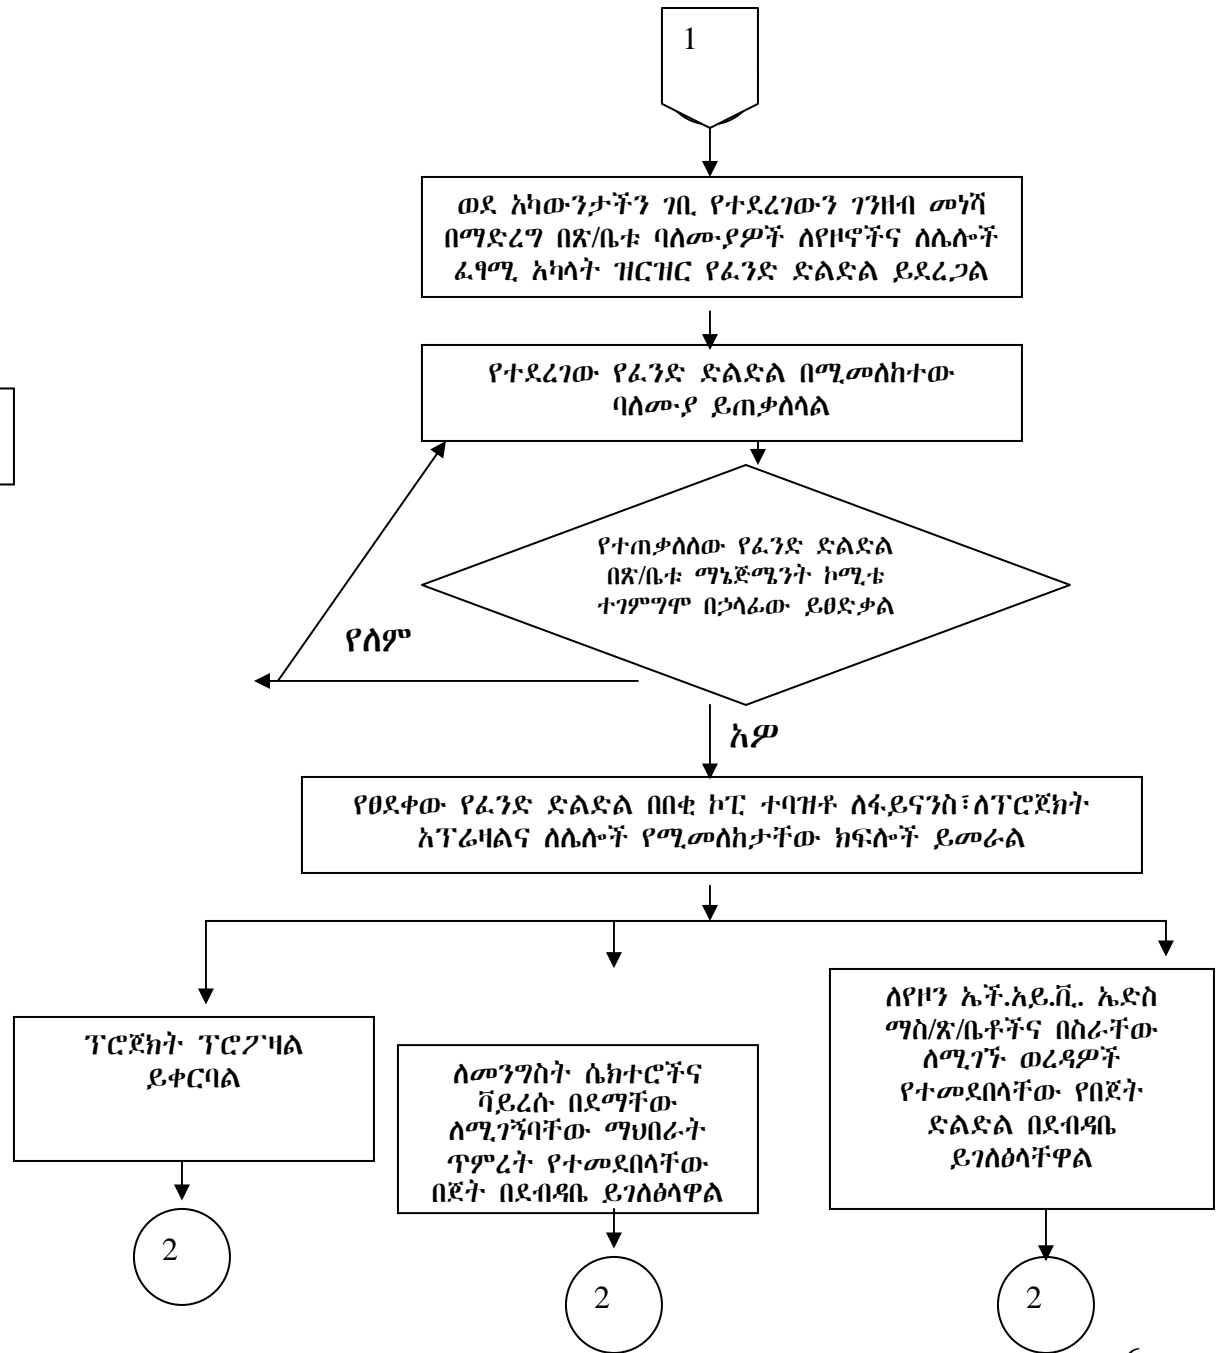 1
ወደ አካውንታችን ገቢ የተደረገውን ገንዘብ መነሻ
በማድረግ በጽ/ቤቱ ባለሙያዎች ለየዞኖችና ለሌሎች
ፈፃሚ አካላት ዝርዝር የፈንድ ድልድል ይደረጋል
የተደረገው የፈንድ ድልድል በሚመለከተው
ባለሙያ ይጠቃለላል
የተጠቃለለው የፈንድ ድልድል
በጽ/ቤቱ ማኔጅሜንት ኮሚቴ
ተገምግሞ በኃላፊው ይፀድቃል
የለም
አዎ
የፀደቀው የፈንድ ድልድል በበቂ ኮፒ ተባዝቶ ለፋይናንስ፣ለፕሮጀክት
አፕሬዛልና ለሌሎች የሚመለከታቸው ክፍሎች ይመራል
ፕሮጀክት ፕሮፖዛል
ይቀርባል
2
ለመንግስት ሴክተሮችና
ቫይረሱ በደማቸው
ለሚገኝባቸው ማህበራት
ጥምረት የተመደበላቸው
በጀት በደብዳቤ ይገለፅላዋል
2
ለየዞን ኤች.አይ.ቪ. ኤድስ
ማስ/ጽ/ቤቶችና በስራቸው
ለሚገኙ ወረዳዎች
የተመደበላቸው የበጀት
ድልድል በደብዳቤ
ይገለፅላቸዋል
2